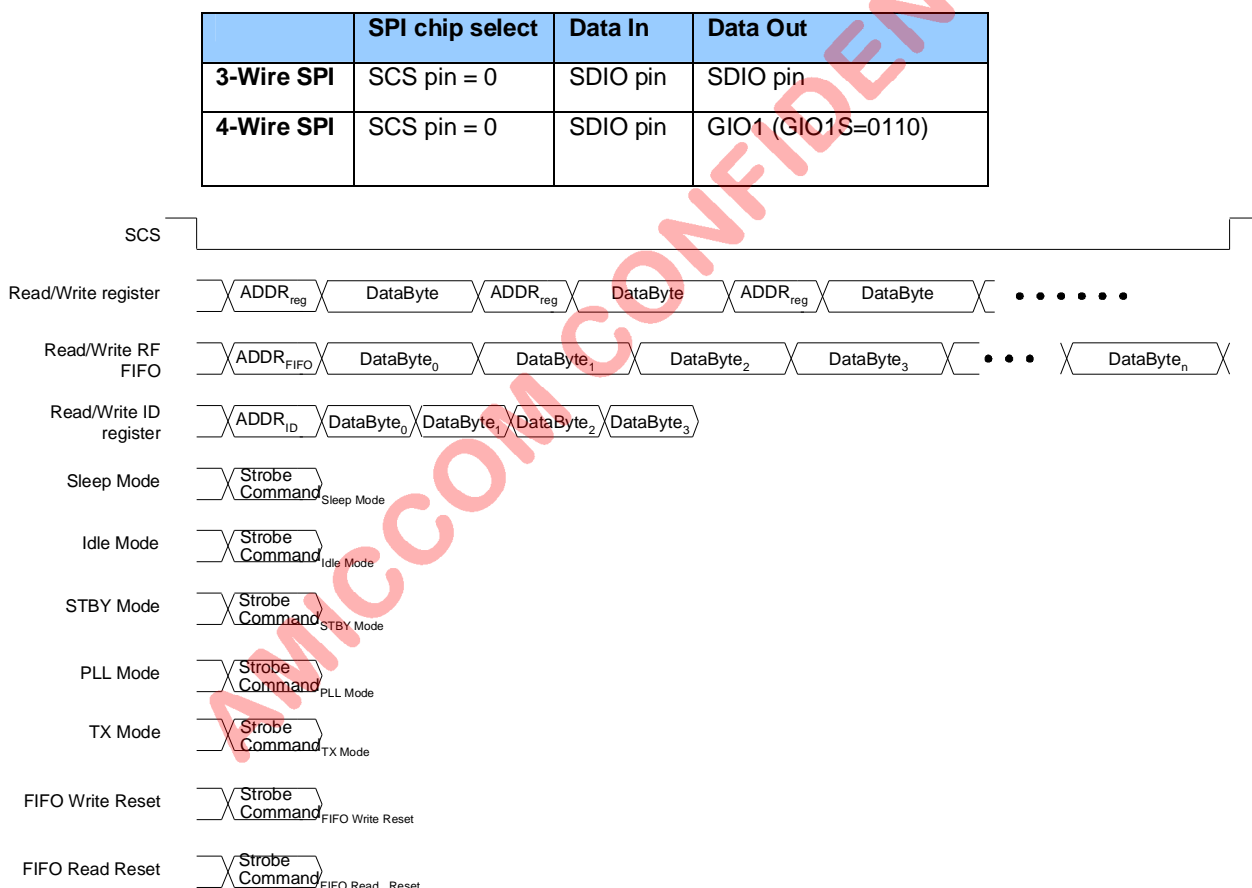 SPI chip select Data In Data Out
3-Wire SPI SCS pin = 0 SDIO pin SDIO pin
4-Wire SPI SCS pin = 0 SDIO pin GIO1 (GIO1S=0110)
SCS
Read/Write register ADDRreg DataByte ADDRreg DataByte ADDRreg DataByte
Read/Write RF FIFO ADDRFIFO DataByte0 DataByte1 DataByte2 DataByte3 DataByten
Read/Write ID register ADDRID DataByte0 DataByte1 DataByte2 DataByte3
Sleep Mode Strobe CommandSleep Mode
Idle Mode Strobe CommandIdle Mode
STBY Mode Strobe CommandSTBY Mode
PLL Mode Strobe CommandPLL Mode
TX Mode Strobe CommandTX Mode
FIFO Write Reset Strobe CommandFIFO Write Reset
FIFO Read Reset Strobe CommandFIFO Read Reset
AMICCOM CONFIDEN